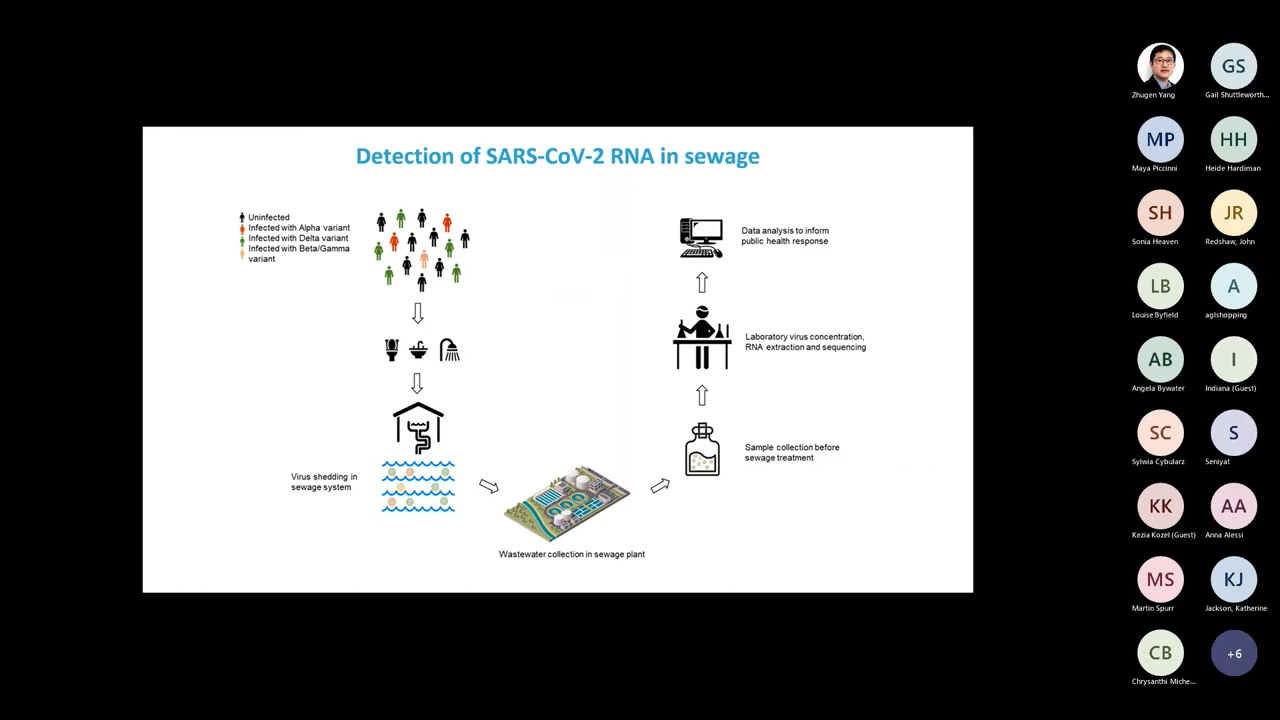 Detection of SARS-CoV-2 RNA in sewage
Uninfected
Infected with Alpha variant
Infected with Delta variant
Infected with Beta/Gamma
variant
Virus shedding in
sewage system
Wastewater collection in sewage plant
Data analysis to inform
public health response
Laboratory virus concentration,
RNA extraction and sequencing
Sample collection before
sewage treatment
GS
Zhugen Yang
Gail Shuttleworth...
MP
HH
Maya Piccinni
Heide Hardiman
SH
JR
Sonia Heaven
Redshaw, John
LB
A
Louise Byfield
aglshopping
AB
I
Angela Bywater
Indiana (Guest)
SC
S
Sylwia Cybularz
Seniyat
KK
AA
Kezia Kozel (Guest)
Anna Alessi
MS
KJ
Martin Spurr
Jackson, Katherine
CB
+6
Chrysanthi Miche...